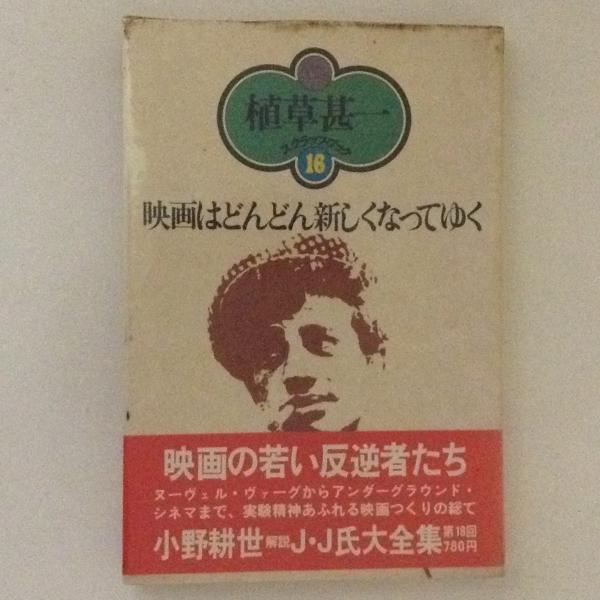 植草甚一
スクラップブック
16
映画はどんどん新しくなってゆく
映画の若い反逆者たち
ヌーヴェル・ヴァーグからアンダーグラウンド・
シネマまで、実験精神あふれる映画つくりの総て
小野耕世解説J・J氏大全集第18回
780円